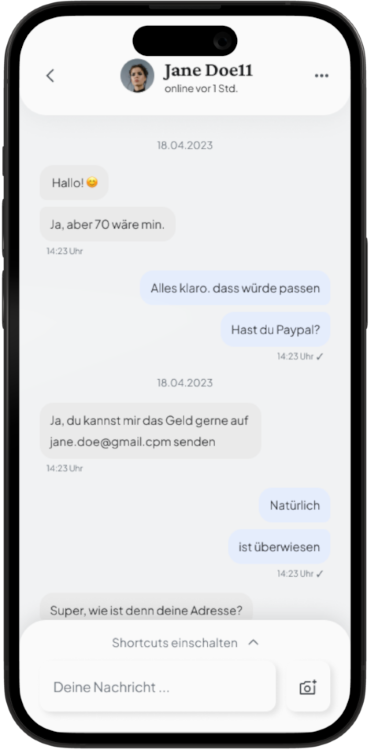 Jane Doe11
online vor 1 Std.
18.04.2023
Hallo! 😊
Ja, aber 70 wäre min.
14:23 Uhr
Alles klaro. dass würde passen
Hast du Paypal?
14:23 Uhr ✓
18.04.2023
Ja, du kannst mir das Geld gerne auf
jane.doe@gmail.cpm senden
14:23 Uhr
Natürlich
ist überwiesen
14:23 Uhr ✓
Super, wie ist denn deine Adresse?
Shortcuts einschalten
Deine Nachricht ...